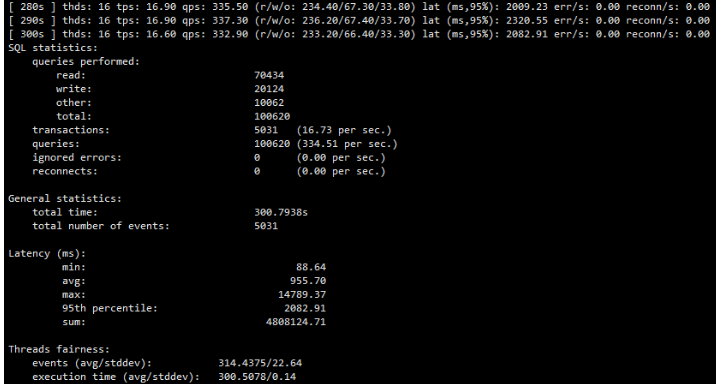 [ 280s ] thds: 16 tps: 16.90 qps: 335.50 (r/w/o: 234.40/67.30/33.80) lat (ms,95%): 2009.23 err/s: 0.00 reconn/s: 0.00
[ 290s ] thds: 16 tps: 16.90 qps: 337.30 (r/w/o: 236.20/67.40/33.70) lat (ms,95%): 2320.55 err/s: 0.00 reconn/s: 0.00
[ 300s ] thds: 16 tps: 16.60 qps: 332.90 (r/w/o: 233.20/66.40/33.30) lat (ms,95%): 2082.91 err/s: 0.00 reconn/s: 0.00
SQL statistics:
    queries performed:
        read:                            70434
        write:                           20124
        other:                           10062
        total:                           100620
    transactions:                        5031   (16.73 per sec.)
    queries:                             100620 (334.51 per sec.)
    ignored errors:                      0      (0.00 per sec.)
    reconnects:                          0      (0.00 per sec.)

General statistics:
    total time:                          300.7938s
    total number of events:              5031

Latency (ms):
         min:                                   88.64
         avg:                                  955.70
         max:                                14789.37
         95th percentile:                     2082.91
         sum:                              4808124.71

Threads fairness:
    events (avg/stddev):           314.4375/22.64
    execution time (avg/stddev):   300.5078/0.14